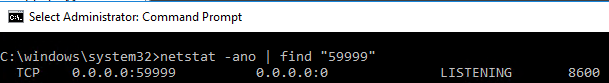 Select Administrator: Command Prompt
C:\windows\system32>netstat -ano | find "59999"
TCP 0.0.0.0:59999 0.0.0.0:0 LISTENING 8600